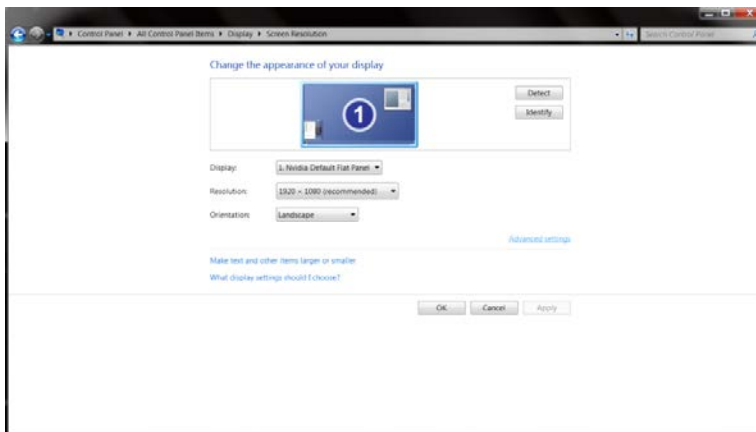 Control Panel ▸ All Control Panel Items ▸ Display ▸ Screen Resolution
Search Control Panel
Change the appearance of your display
1
Detect
Identify
Display: 1. Nvidia Default Flat Panel
Resolution: 1920 × 1080 (recommended)
Orientation: Landscape
Advanced settings
Make text and other items larger or smaller
What display settings should I choose?
OK Cancel Apply